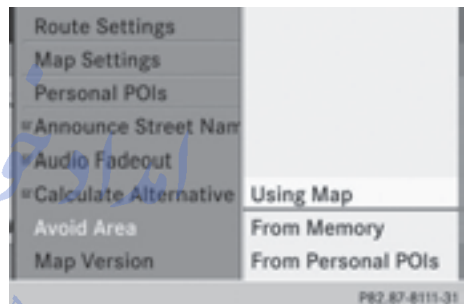 Route Settings
Map Settings
Personal POIs
Announce Street Nam
Audio Fadeout
Calculate Alternative
Avoid Area
Map Version
Using Map
From Memory
From Personal POIs
P82.87-8111-31